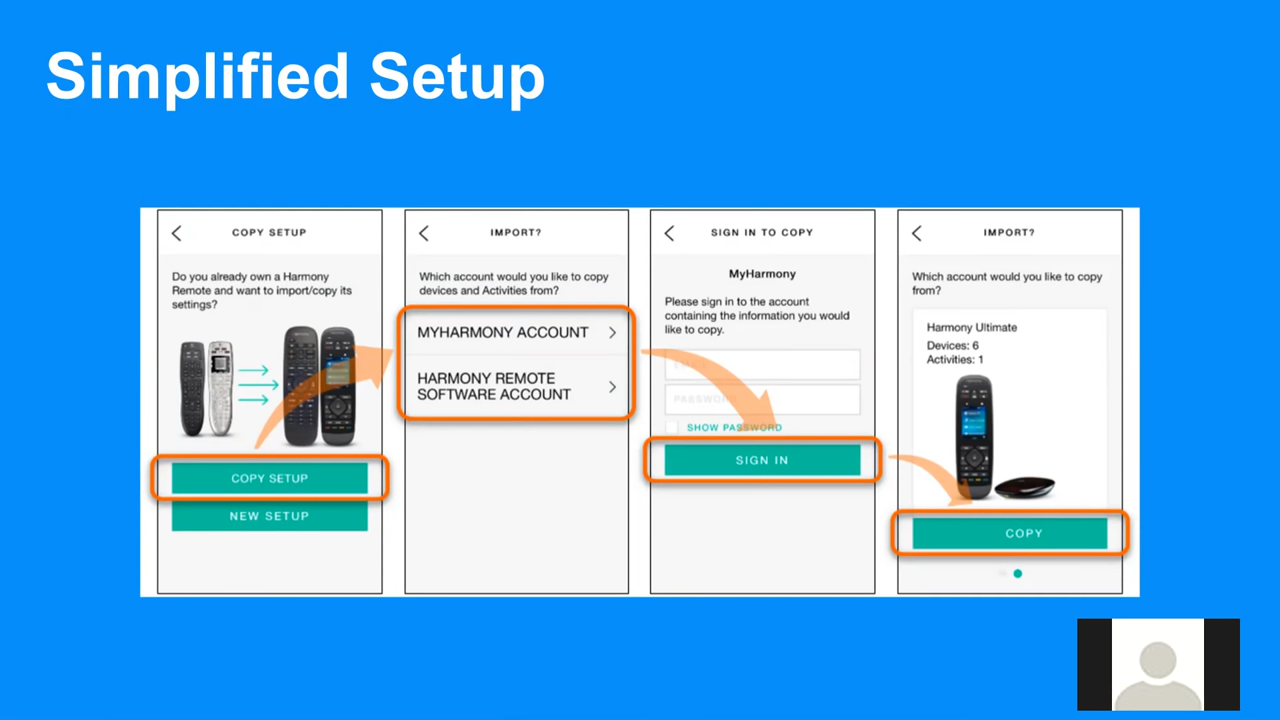 Simplified Setup
COPY SETUP
Do you already own a Harmony
Remote and want to import/copy its
settings?
COPY SETUP
NEW SETUP
IMPORT?
Which account would you like to copy
devices and Activities from?
MYHARMONY ACCOUNT
HARMONY REMOTE
SOFTWARE ACCOUNT
SIGN IN TO COPY
MyHarmony
Please sign in to the account
containing the information you would
like to copy.
PASSWORD
SHOW PASSWORD
SIGN IN
IMPORT?
Which account would you like to copy
from?
Harmony Ultimate
Devices: 6
Activities: 1
COPY